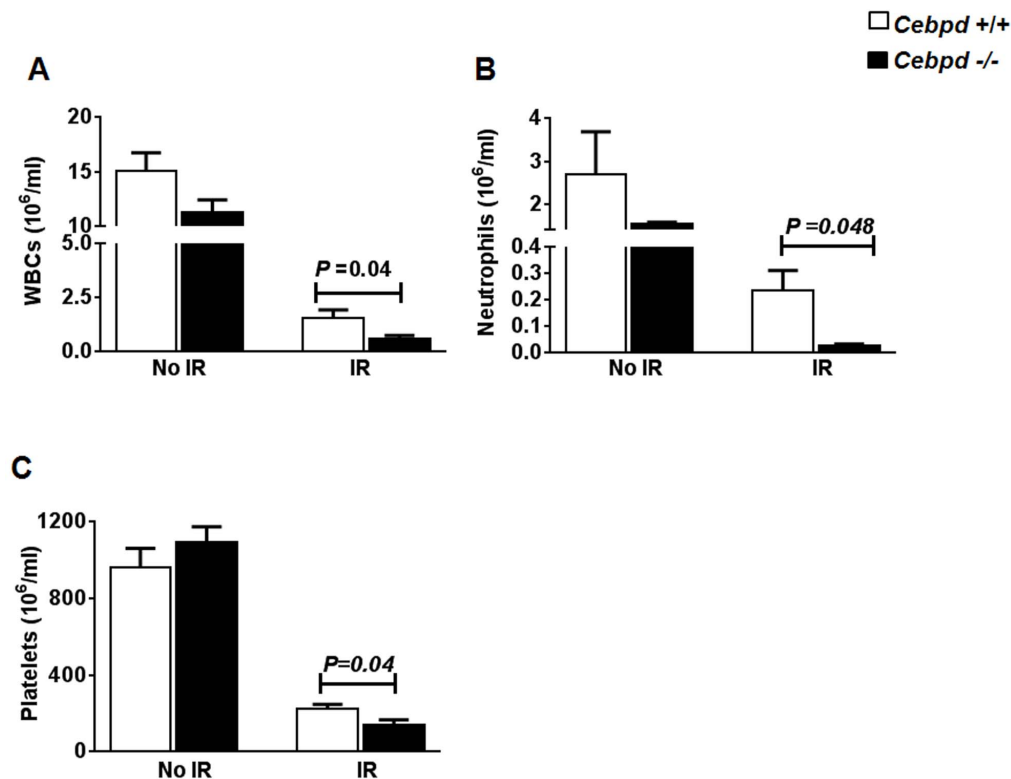 Cebpd +/+
Cebpd -/-
A
WBCs (10⁶/ml)
20
15
10
5.0
2.5
0.0
P =0.04
No IR
IR
B
Neutrophils (10⁶/ml)
4
3
2
0.4
0.3
0.2
0.1
0.0
P =0.048
No IR
IR
C
Platelets (10⁶/ml)
1200
800
400
0
P=0.04
No IR
IR